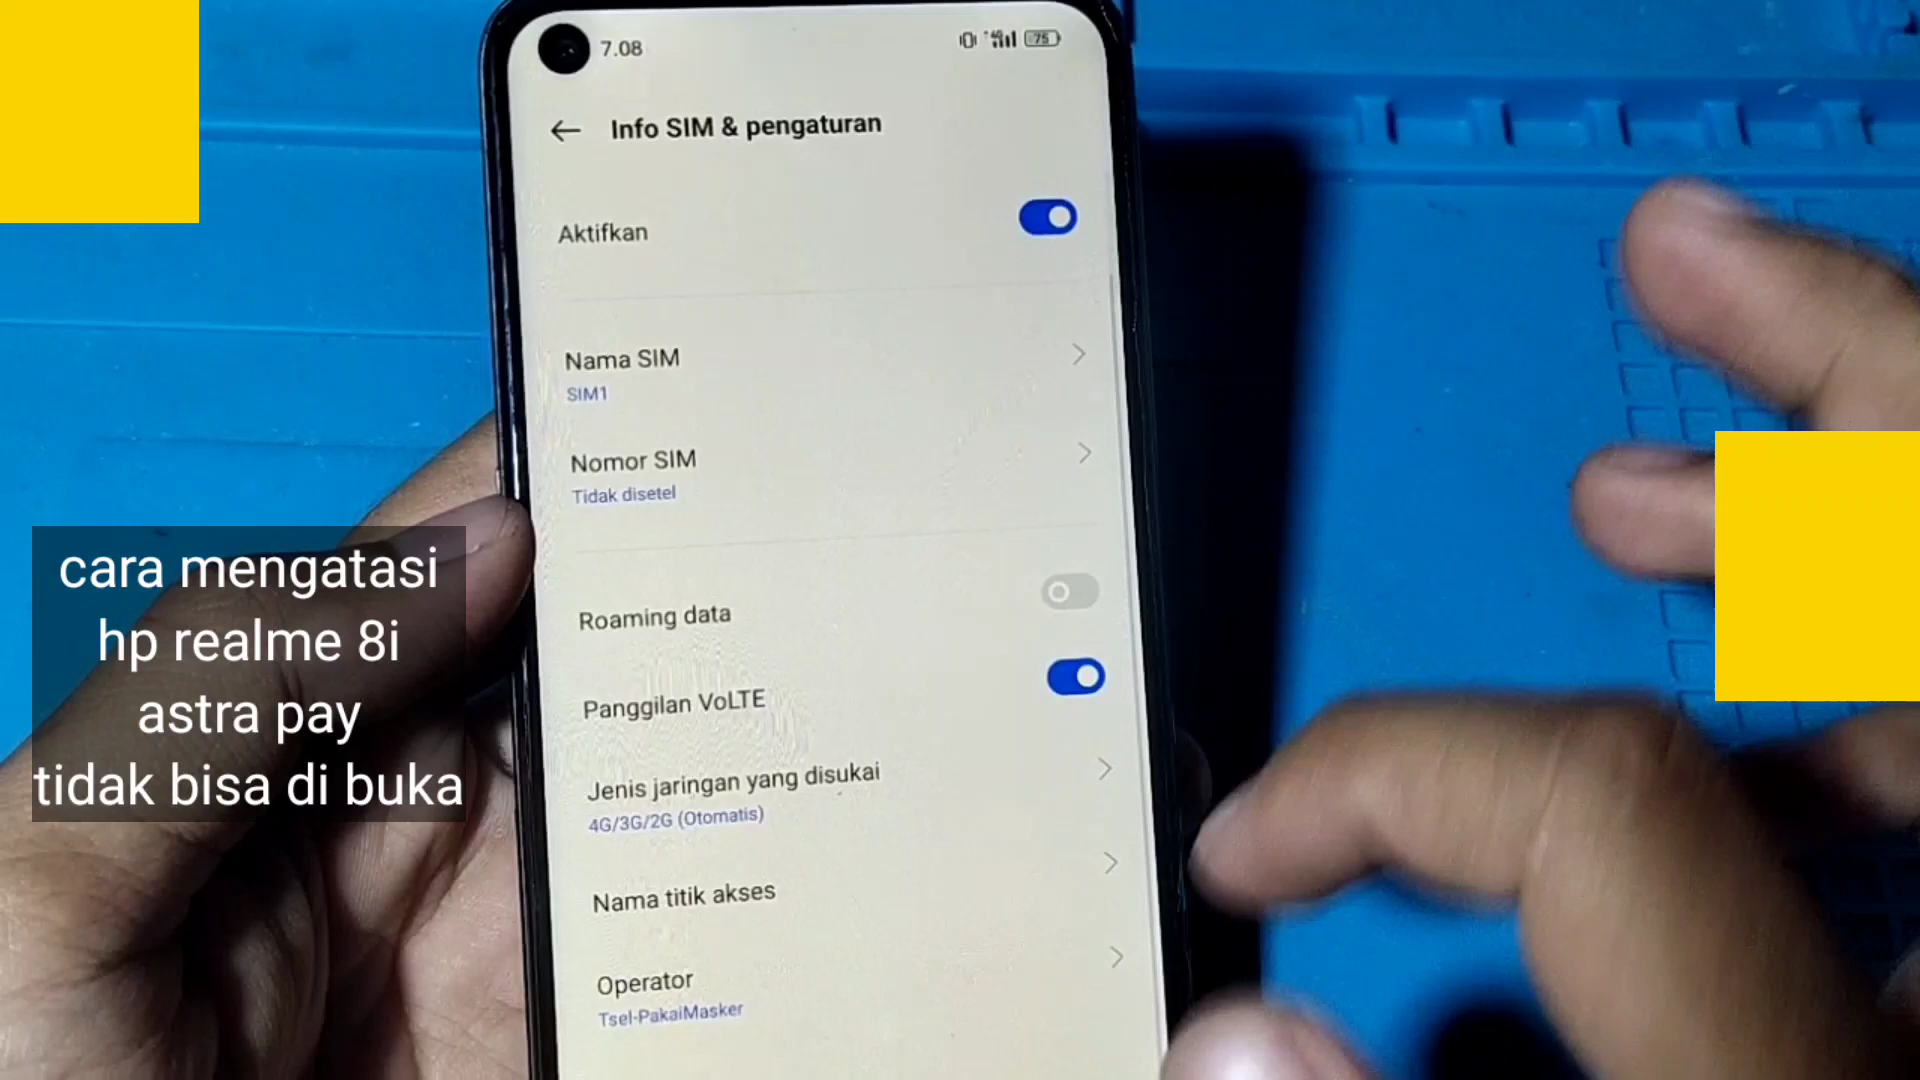 7.08
4G
75
Info SIM & pengaturan
Aktifkan
Nama SIM
SIM1
Nomor SIM
Tidak disetel
Roaming data
Panggilan VoLTE
Jenis jaringan yang disukai
4G/3G/2G (Otomatis)
Nama titik akses
Operator
Tsel-PakaiMasker
cara mengatasi
hp realme 8i
astra pay
tidak bisa di buka